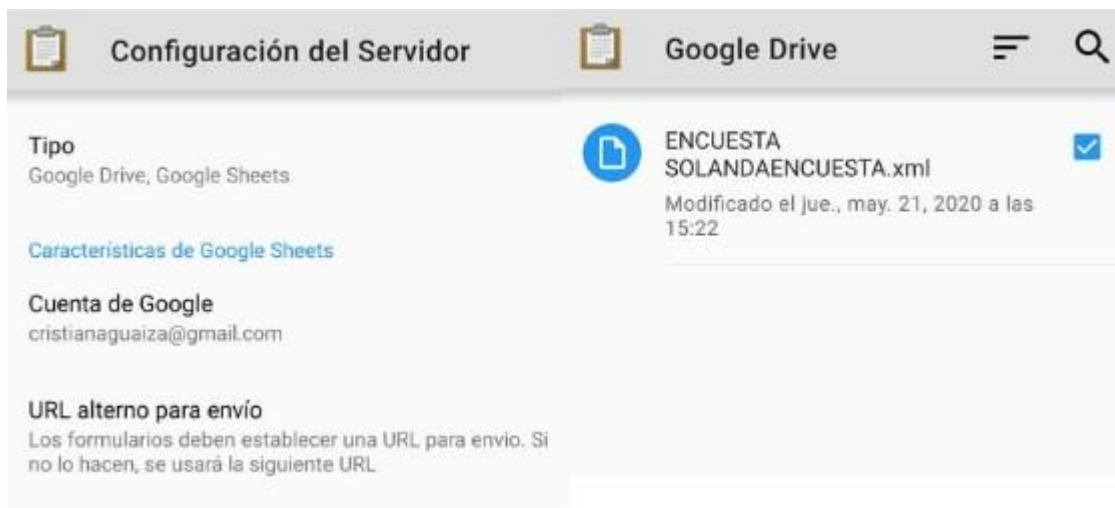 Configuración del Servidor
Tipo
Google Drive, Google Sheets
Características de Google Sheets
Cuenta de Google
cristianaguaiza@gmail.com
URL alterno para envío
Los formularios deben establecer una URL para envio. Si
no lo hacen, se usará la siguiente URL
Google Drive
ENCUESTA
SOLANDAENCUESTA.xml
Modificado el jue., may. 21, 2020 a las
15:22